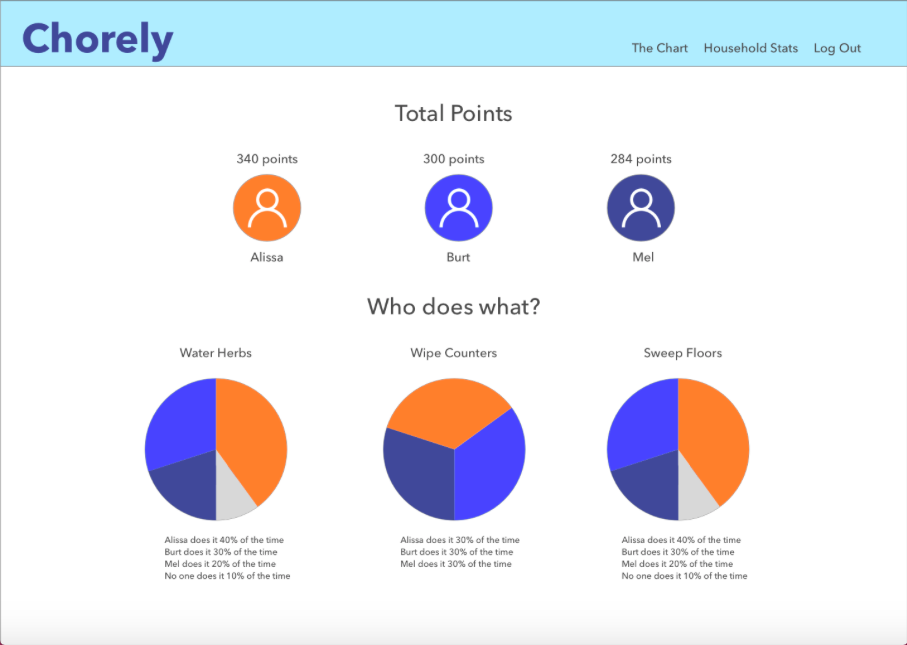 Chorely
The Chart Household Stats Log Out
Total Points
340 points 300 points 284 points
Alissa Burt Mel
Who does what?
Water Herbs Wipe Counters Sweep Floors
Alissa does it 40% of the time
Burt does it 30% of the time
Mel does it 20% of the time
No one does it 10% of the time
Alissa does it 30% of the time
Burt does it 30% of the time
Mel does it 30% of the time
Alissa does it 40% of the time
Burt does it 30% of the time
Mel does it 20% of the time
No one does it 10% of the time